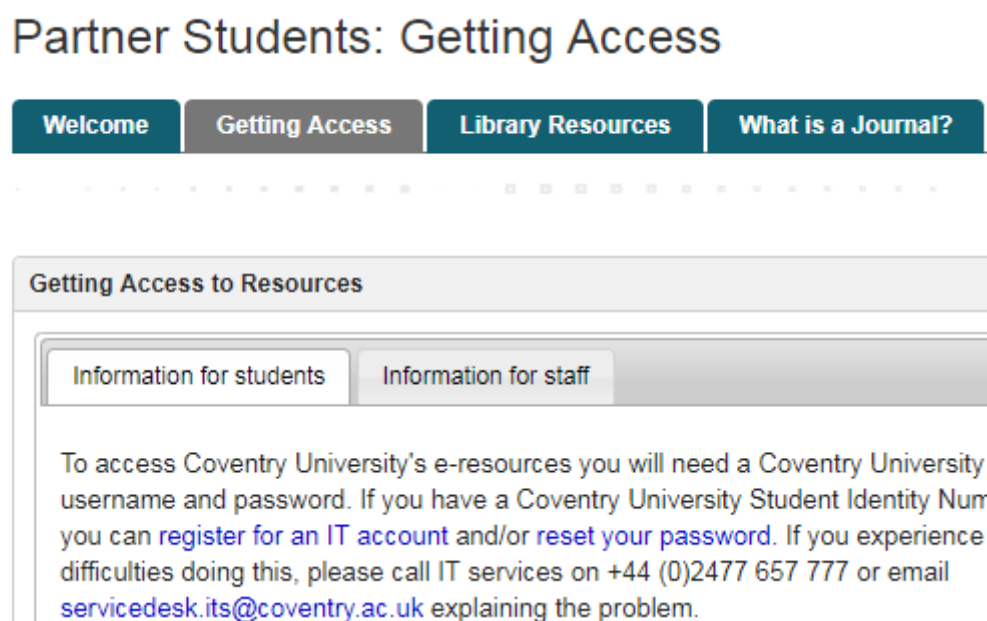 Partner Students: Getting Access
Welcome Getting Access Library Resources What is a Journal?
Getting Access to Resources
Information for students Information for staff
To access Coventry University's e-resources you will need a Coventry University
username and password. If you have a Coventry University Student Identity
you can register for an IT account and/or reset your password. If you experience
difficulties doing this, please call IT services on +44 (0)2477 657 777 or email
servicedesk.its@coventry.ac.uk explaining the problem.